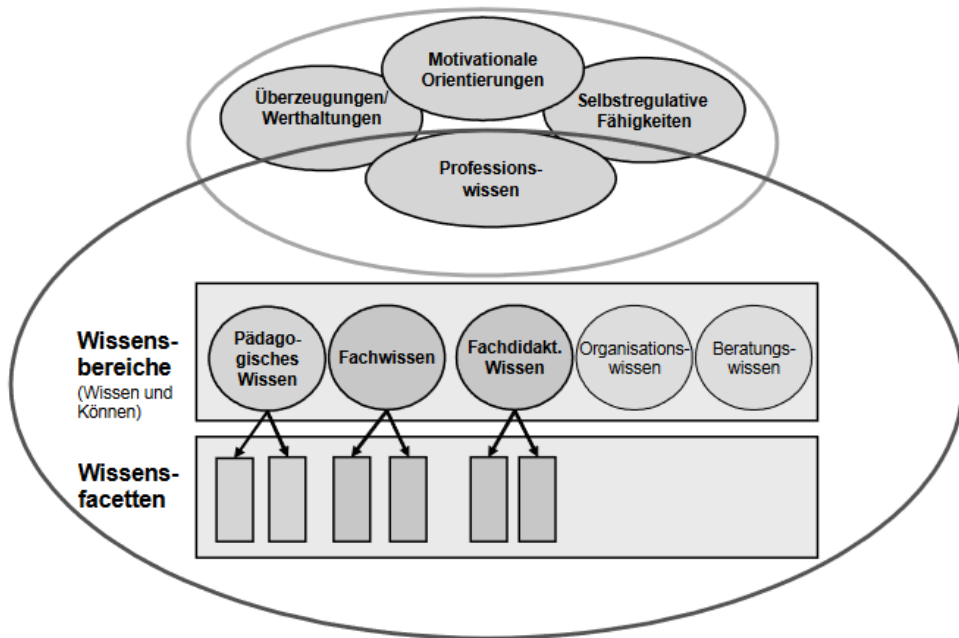 Motivationale
Orientierungen
Überzeugungen/
Werthaltungen
Selbstregulative
Fähigkeiten
Professions-
wissen
Wissens-
bereiche
(Wissen und
Können)
Pädago-
gisches
Wissen
Fachwissen
Fachdidakt.
Wissen
Organisations-
wissen
Beratungs-
wissen
Wissens-
facetten